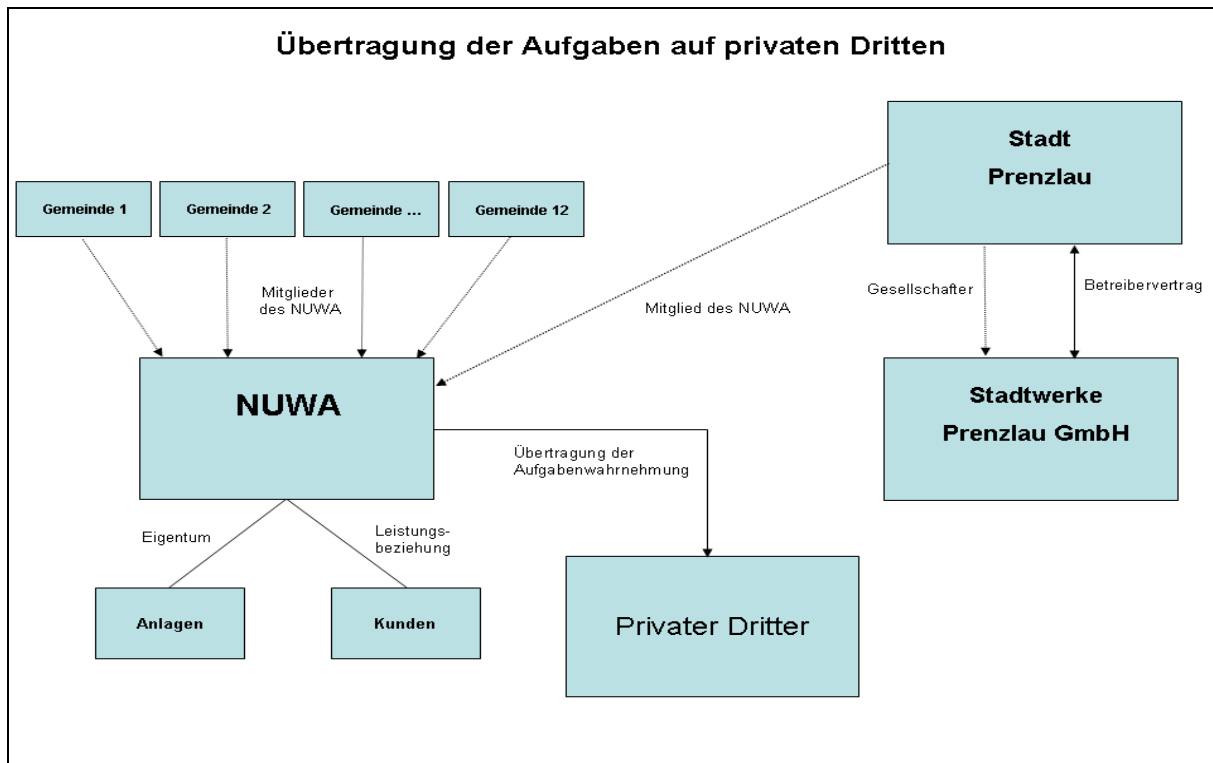 Übertragung der Aufgaben auf privaten Dritten
Stadt
Prenzlau
Gemeinde 1
Gemeinde 2
Gemeinde ...
Gemeinde 12
Mitglieder
des NUWA
Mitglied des NUWA
Gesellschafter
Betreibervertrag
NUWA
Stadtwerke
Prenzlau GmbH
Übertragung der
Aufgabenwahrnehmung
Eigentum
Leistungs-
beziehung
Anlagen
Kunden
Privater Dritter